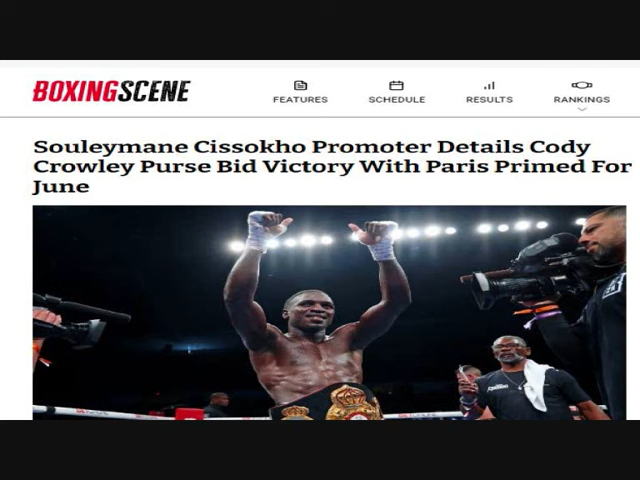 BOXINGSCENE
FEATURES
SCHEDULE
RESULTS
RANKINGS
Souleymane Cissokho Promoter Details Cody
Crowley Purse Bid Victory With Paris Primed For
June